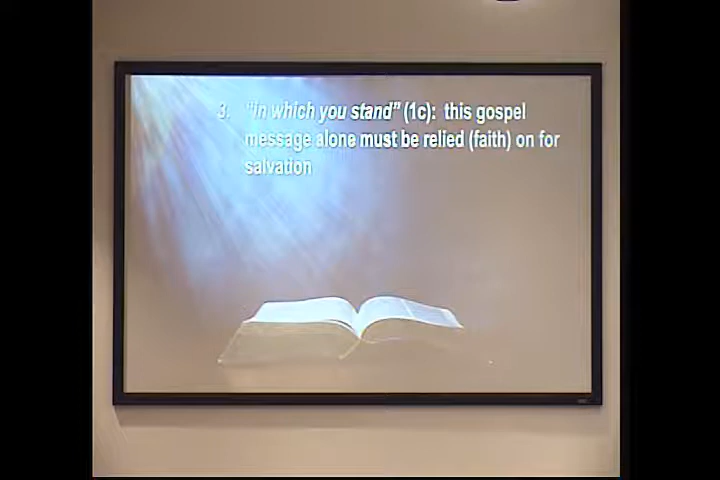 3. “in which you stand” (1c): this gospel
message alone must be relied (faith) on for
salvation